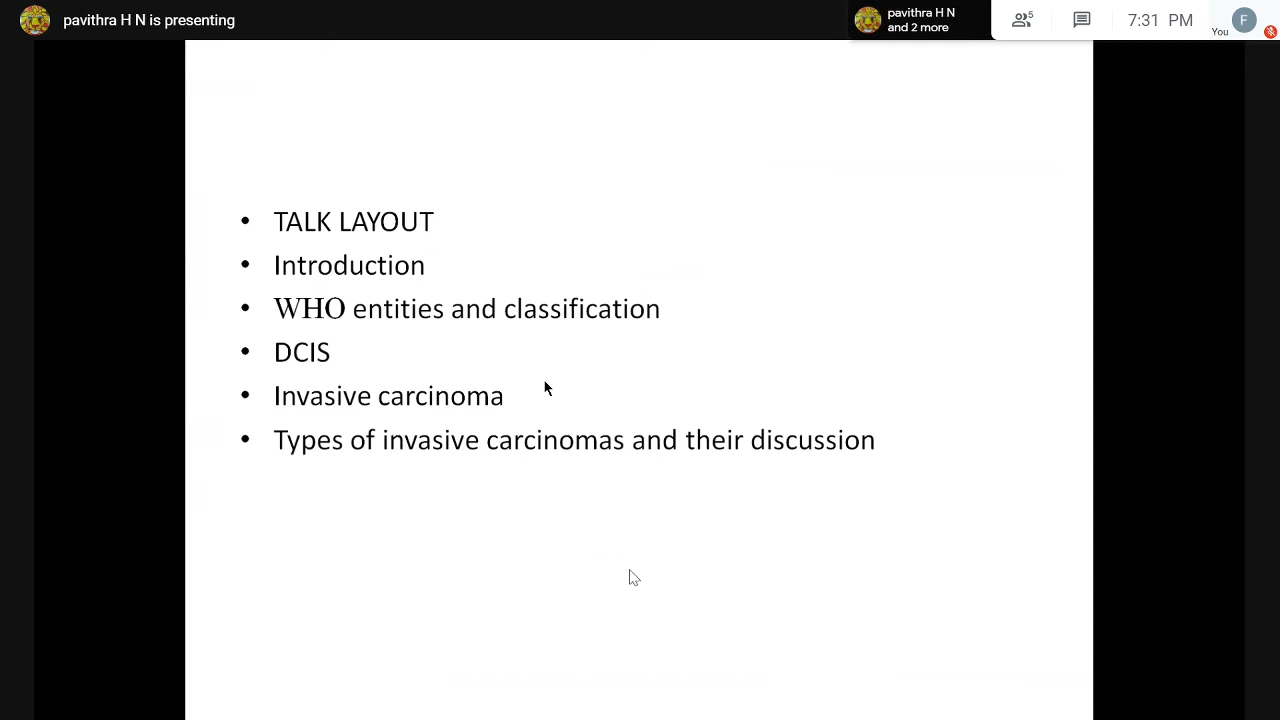 pavithra H N is presenting
pavithra H N
and 2 more
5
7:31 PM
You
F
• TALK LAYOUT
• Introduction
• WHO entities and classification
• DCIS
• Invasive carcinoma
• Types of invasive carcinomas and their discussion